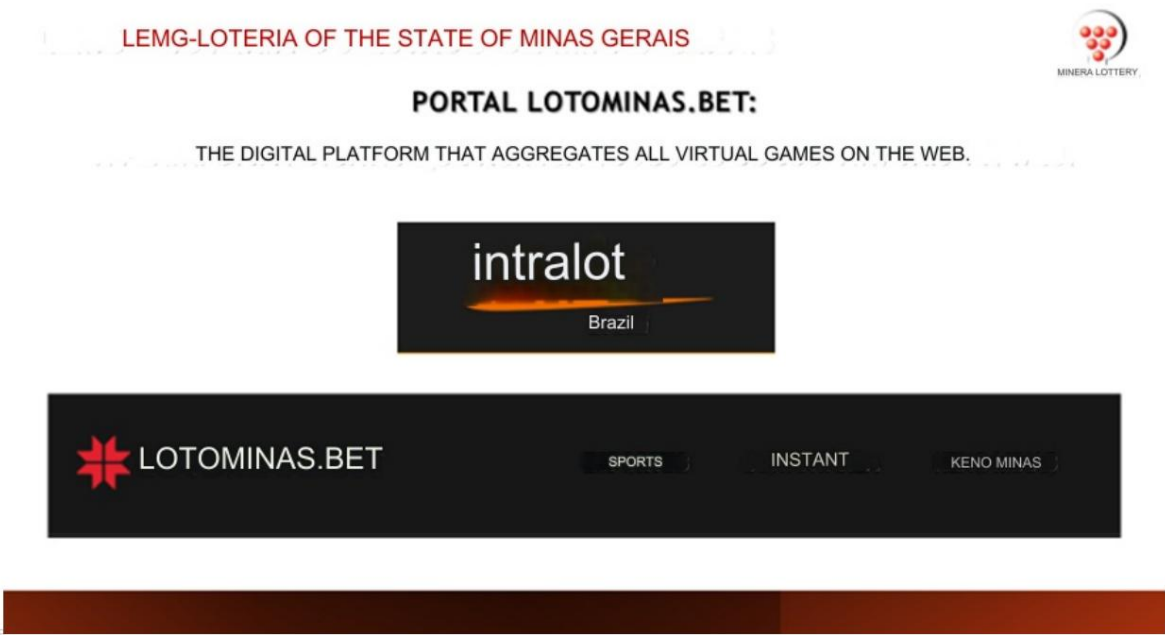 LEMG-LOTERIA OF THE STATE OF MINAS GERAIS
MINERA LOTTERY
PORTAL LOTOMINAS.BET:
THE DIGITAL PLATFORM THAT AGGREGATES ALL VIRTUAL GAMES ON THE WEB.
intralot
Brazil
LOTOMINAS.BET SPORTS INSTANT KENO MINAS